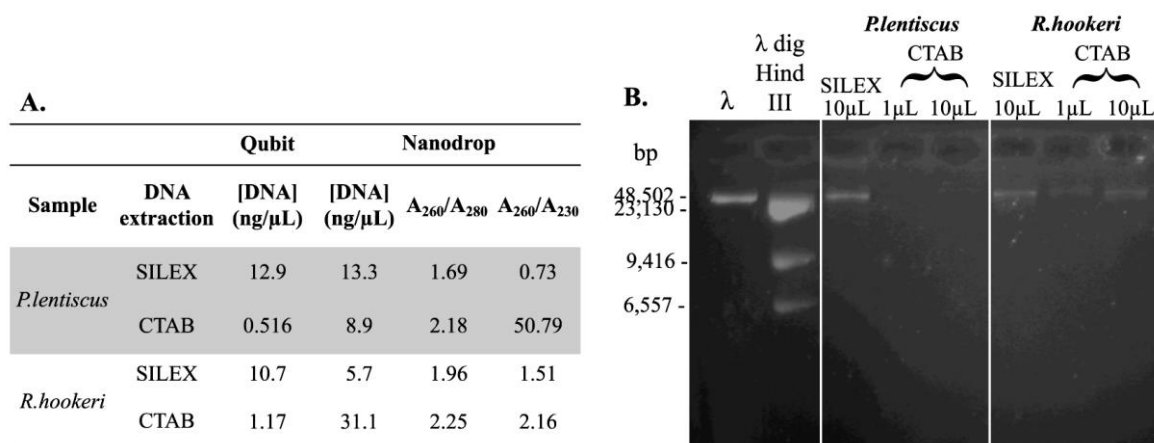 A.
Qubit Nanodrop
Sample DNA extraction [DNA] (ng/µL) [DNA] (ng/µL) A260/A280 A260/A230
P.lentiscus SILEX 12.9 13.3 1.69 0.73
CTAB 0.516 8.9 2.18 50.79
R.hookeri SILEX 10.7 5.7 1.96 1.51
CTAB 1.17 31.1 2.25 2.16
B.
P.lentiscus R.hookeri
λ dig Hind III
CTAB CTAB
λ SILEX SILEX
10µL 1µL 10µL 10µL 1µL 10µL
bp
48,502 -
23,130 -
9,416 -
6,557 -